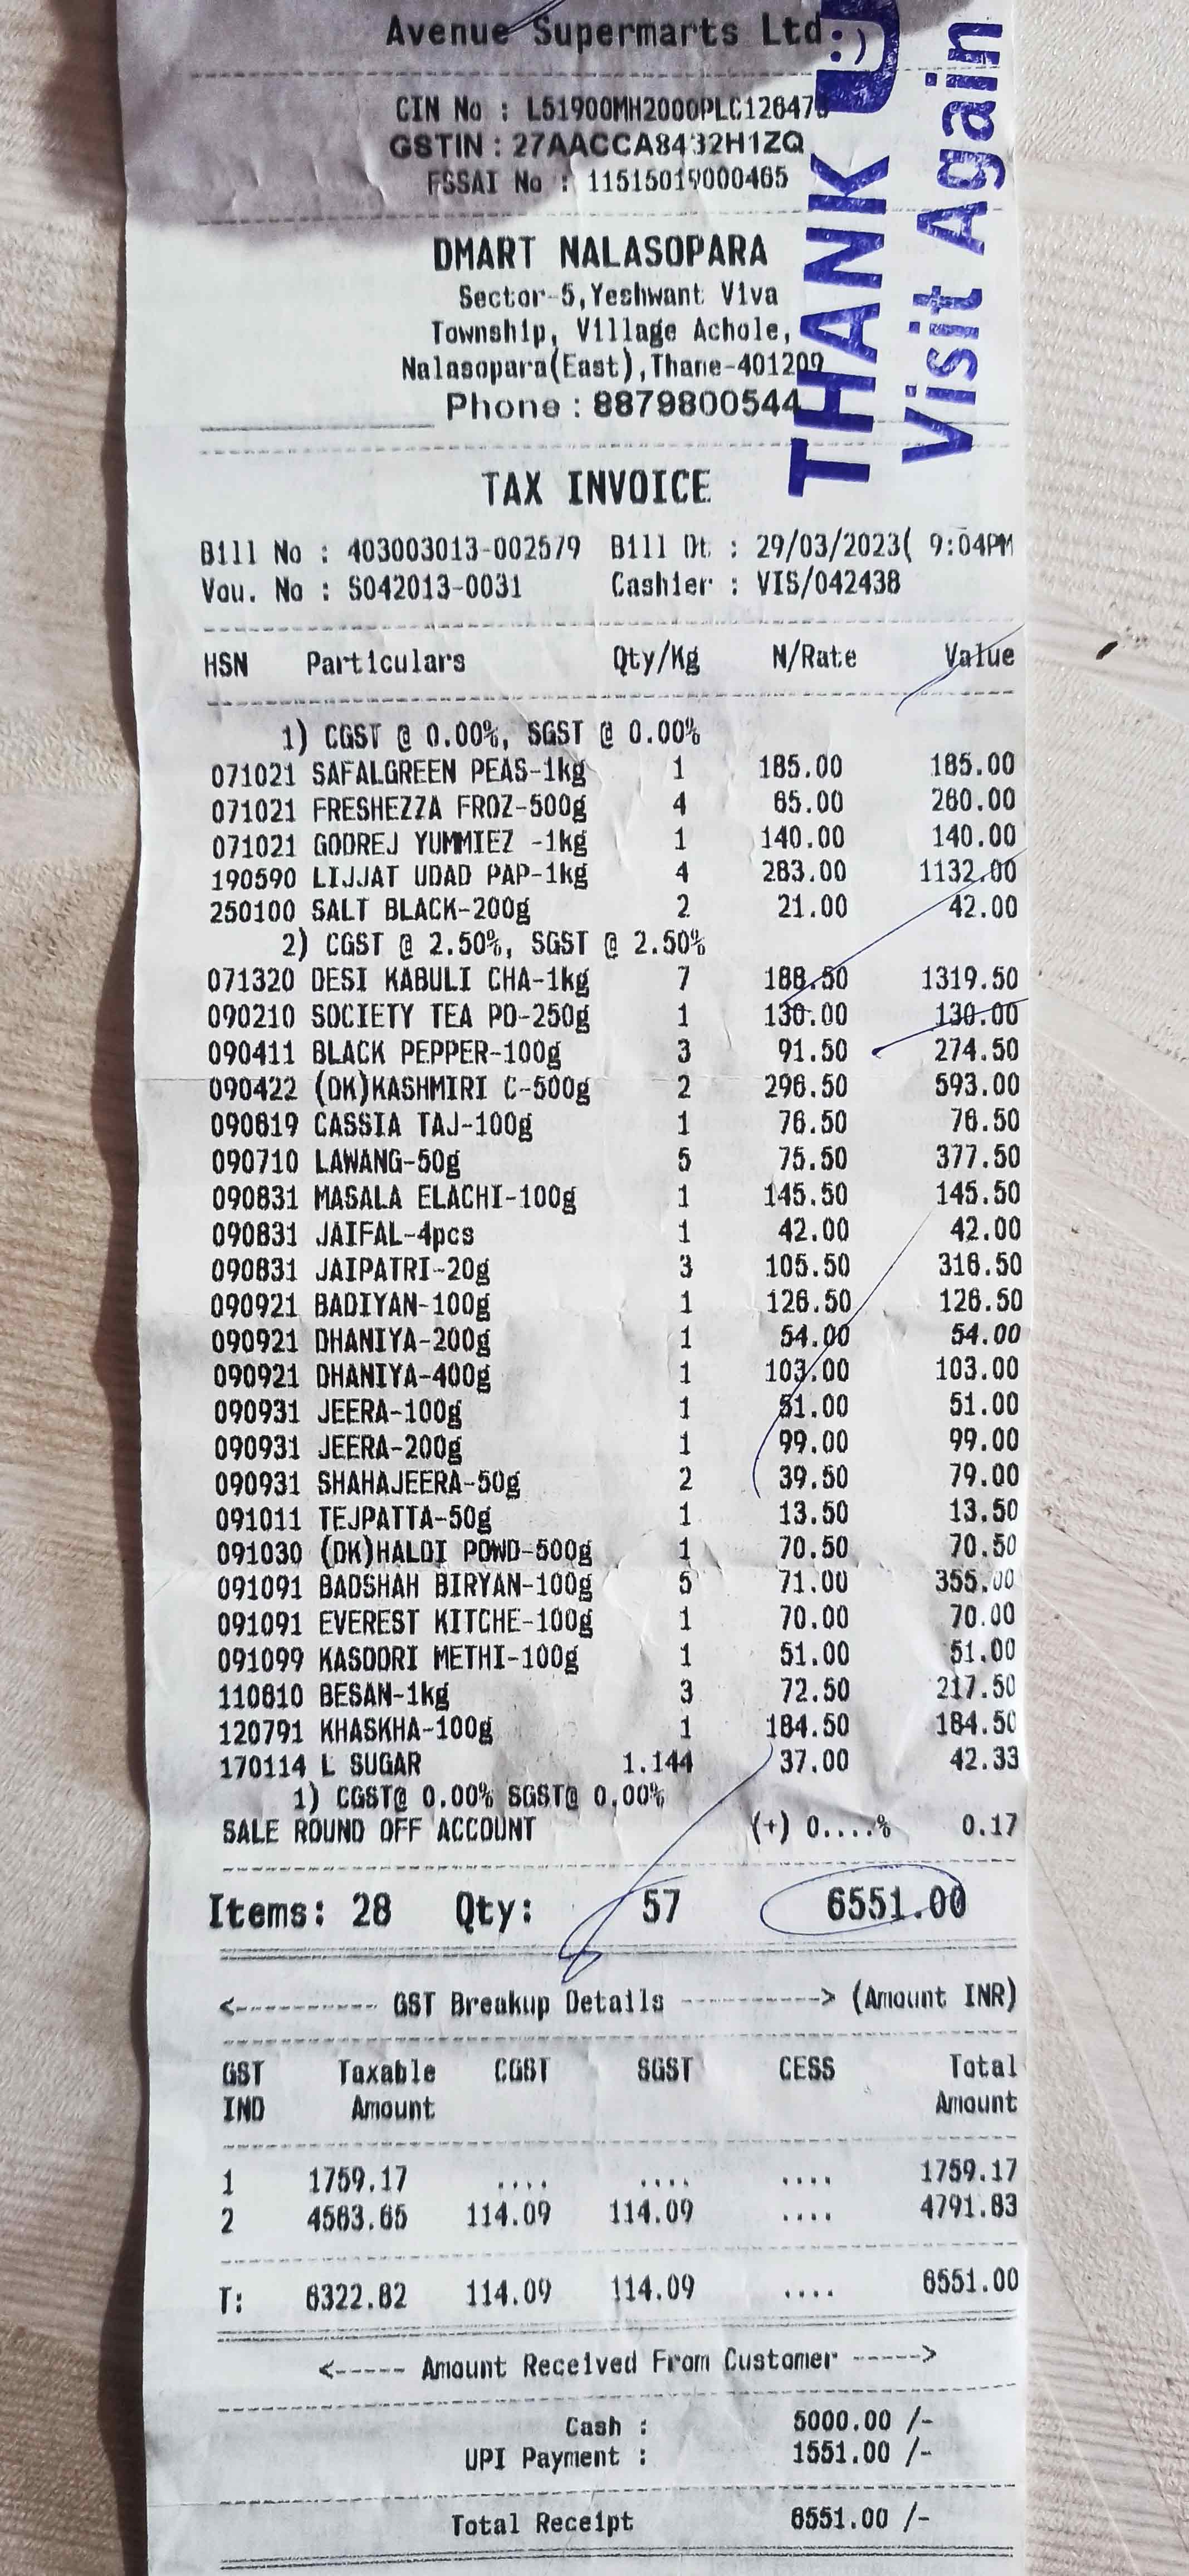 Avenue Supermarts Ltd
CIN No : L51900MH2000PLC126473
GSTIN : 27AACCA8432H1ZQ
FSSAI No : 11515019000465
THANK U :)
Visit Again
DMART NALASOPARA
Sector-5,Yeshwant Viva
Township, Village Achole,
Nalasopara(East),Thane-401209
Phone : 8879800544
TAX INVOICE
Bill No : 403003013-002579 Bill Dt : 29/03/2023( 9:04PM
Vou. No : S042013-0031 Cashier : VIS/042438
HSN Particulars Qty/Kg N/Rate Value
1) CGST @ 0.00%, SGST @ 0.00%
071021 SAFALGREEN PEAS-1kg 1 185.00 185.00
071021 FRESHEZZA FROZ-500g 4 65.00 260.00
071021 GODREJ YUMMIEZ -1kg 1 140.00 140.00
190590 LIJJAT UDAD PAP-1kg 4 283.00 1132.00
250100 SALT BLACK-200g 2 21.00 42.00
2) CGST @ 2.50%, SGST @ 2.50%
071320 DESI KABULI CHA-1kg 7 188.50 1319.50
090210 SOCIETY TEA PD-250g 1 130.00 130.00
090411 BLACK PEPPER-100g 3 91.50 274.50
090422 (DK)KASHMIRI C-500g 2 296.50 593.00
090619 CASSIA TAJ-100g 1 76.50 76.50
090710 LAWANG-50g 5 75.50 377.50
090831 MASALA ELACHI-100g 1 145.50 145.50
090831 JAIFAL-4pcs 1 42.00 42.00
090831 JAIPATRI-20g 3 105.50 316.50
090921 BADIYAN-100g 1 126.50 126.50
090921 DHANIYA-200g 1 54.00 54.00
090921 DHANIYA-400g 1 103.00 103.00
090931 JEERA-100g 1 51.00 51.00
090931 JEERA-200g 1 99.00 99.00
090931 SHAHAJEERA-50g 2 39.50 79.00
091011 TEJPATTA-50g 1 13.50 13.50
091030 (DK)HALDI POWD-500g 1 70.50 70.50
091091 BADSHAH BIRYAN-100g 5 71.00 355.00
091091 EVEREST KITCHE-100g 1 70.00 70.00
091099 KASOORI METHI-100g 1 51.00 51.00
110610 BESAN-1kg 3 72.50 217.50
120791 KHASKHA-100g 1 184.50 184.50
170114 L SUGAR 1.144 37.00 42.33
1) CGST@ 0.00% SGST@ 0.00%
SALE ROUND OFF ACCOUNT (+) 0....% 0.17
Items: 28 Qty: 57 6551.00
<---------- GST Breakup Details ----------> (Amount INR)
GST Taxable CGST SGST CESS Total
IND Amount Amount
1 1759.17 .... .... .... 1759.17
2 4563.65 114.09 114.09 .... 4791.83
T: 6322.82 114.09 114.09 .... 6551.00
<----- Amount Received From Customer ----->
Cash : 5000.00 /-
UPI Payment : 1551.00 /-
Total Receipt 6551.00 /-